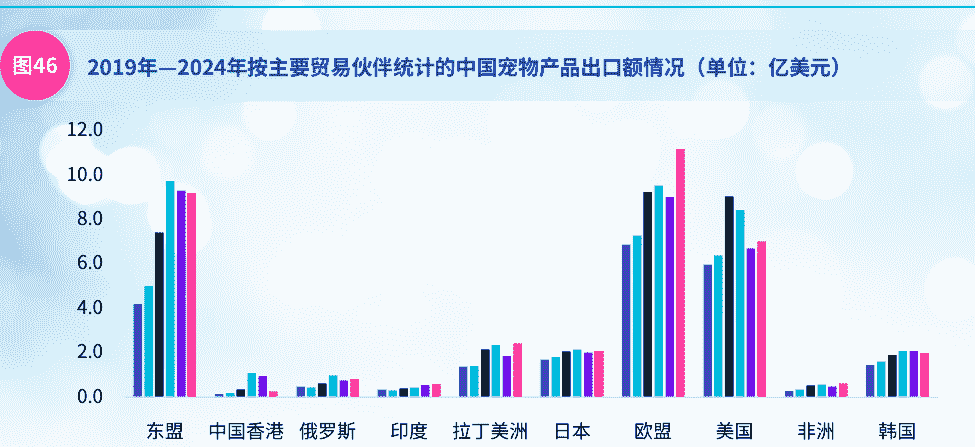 图46
2019年—2024年按主要贸易伙伴统计的中国宠物产品出口额情况（单位：亿美元）
12.0
10.0
8.0
6.0
4.0
2.0
0.0
东盟 中国香港 俄罗斯 印度 拉丁美洲 日本 欧盟 美国 非洲 韩国